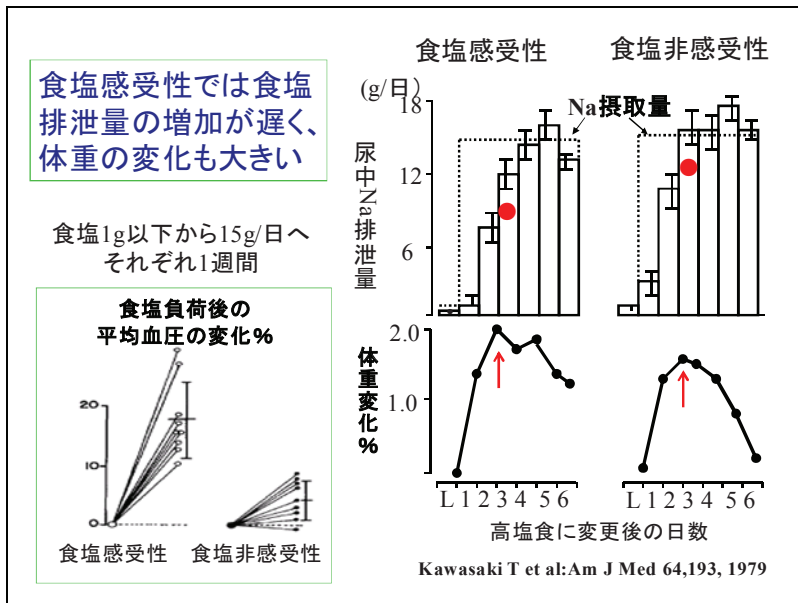 食塩感受性では食塩
排泄量の増加が遅く、
体重の変化も大きい
食塩1g以下から15g/日へ
それぞれ1週間
食塩負荷後の
平均血圧の変化%
20
10
0
食塩感受性 食塩非感受性
食塩感受性 食塩非感受性
(g/日)
18
12
6
尿中Na排泄量
Na摂取量
2.0
1.0
体重変化%
L 1 2 3 4 5 6 L 1 2 3 4 5 6
高塩食に変更後の日数
Kawasaki T et al:Am J Med 64,193, 1979